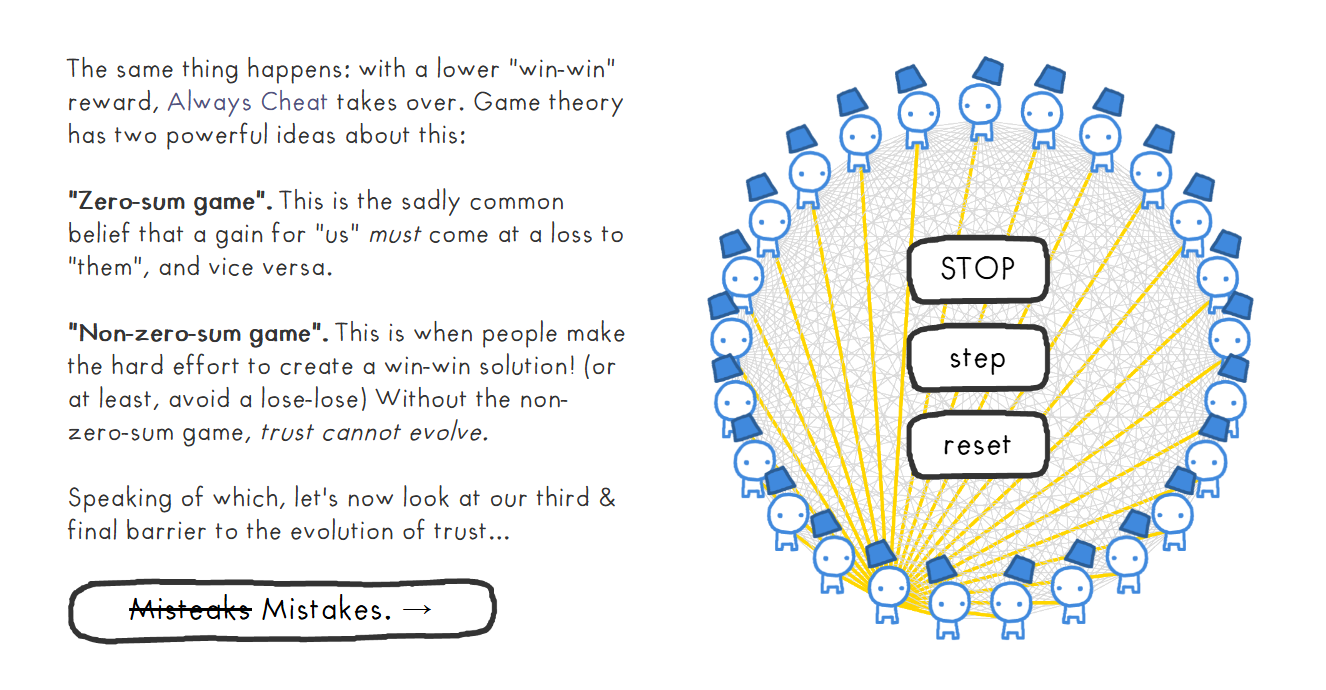 The same thing happens: with a lower "win-win"
reward, Always Cheat takes over. Game theory
has two powerful ideas about this:
"Zero-sum game". This is the sadly common
belief that a gain for "us" must come at a loss to
"them", and vice versa.
"Non-zero-sum game". This is when people make
the hard effort to create a win-win solution! (or
at least, avoid a lose-lose) Without the non-
zero-sum game, trust cannot evolve.
Speaking of which, let's now look at our third &
final barrier to the evolution of trust...
Misteaks Mistakes. →
STOP
step
reset